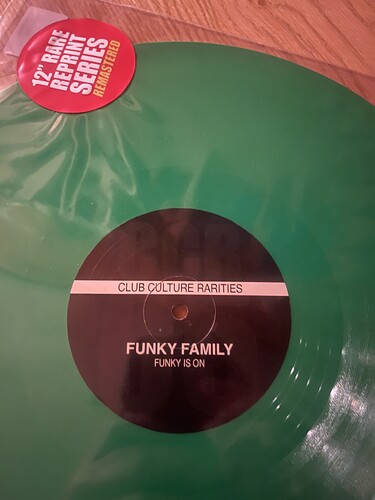 12" RARE
REPRINT
SERIES
REMASTERED
CLUB CULTURE RARITIES
FUNKY FAMILY
FUNKY IS ON